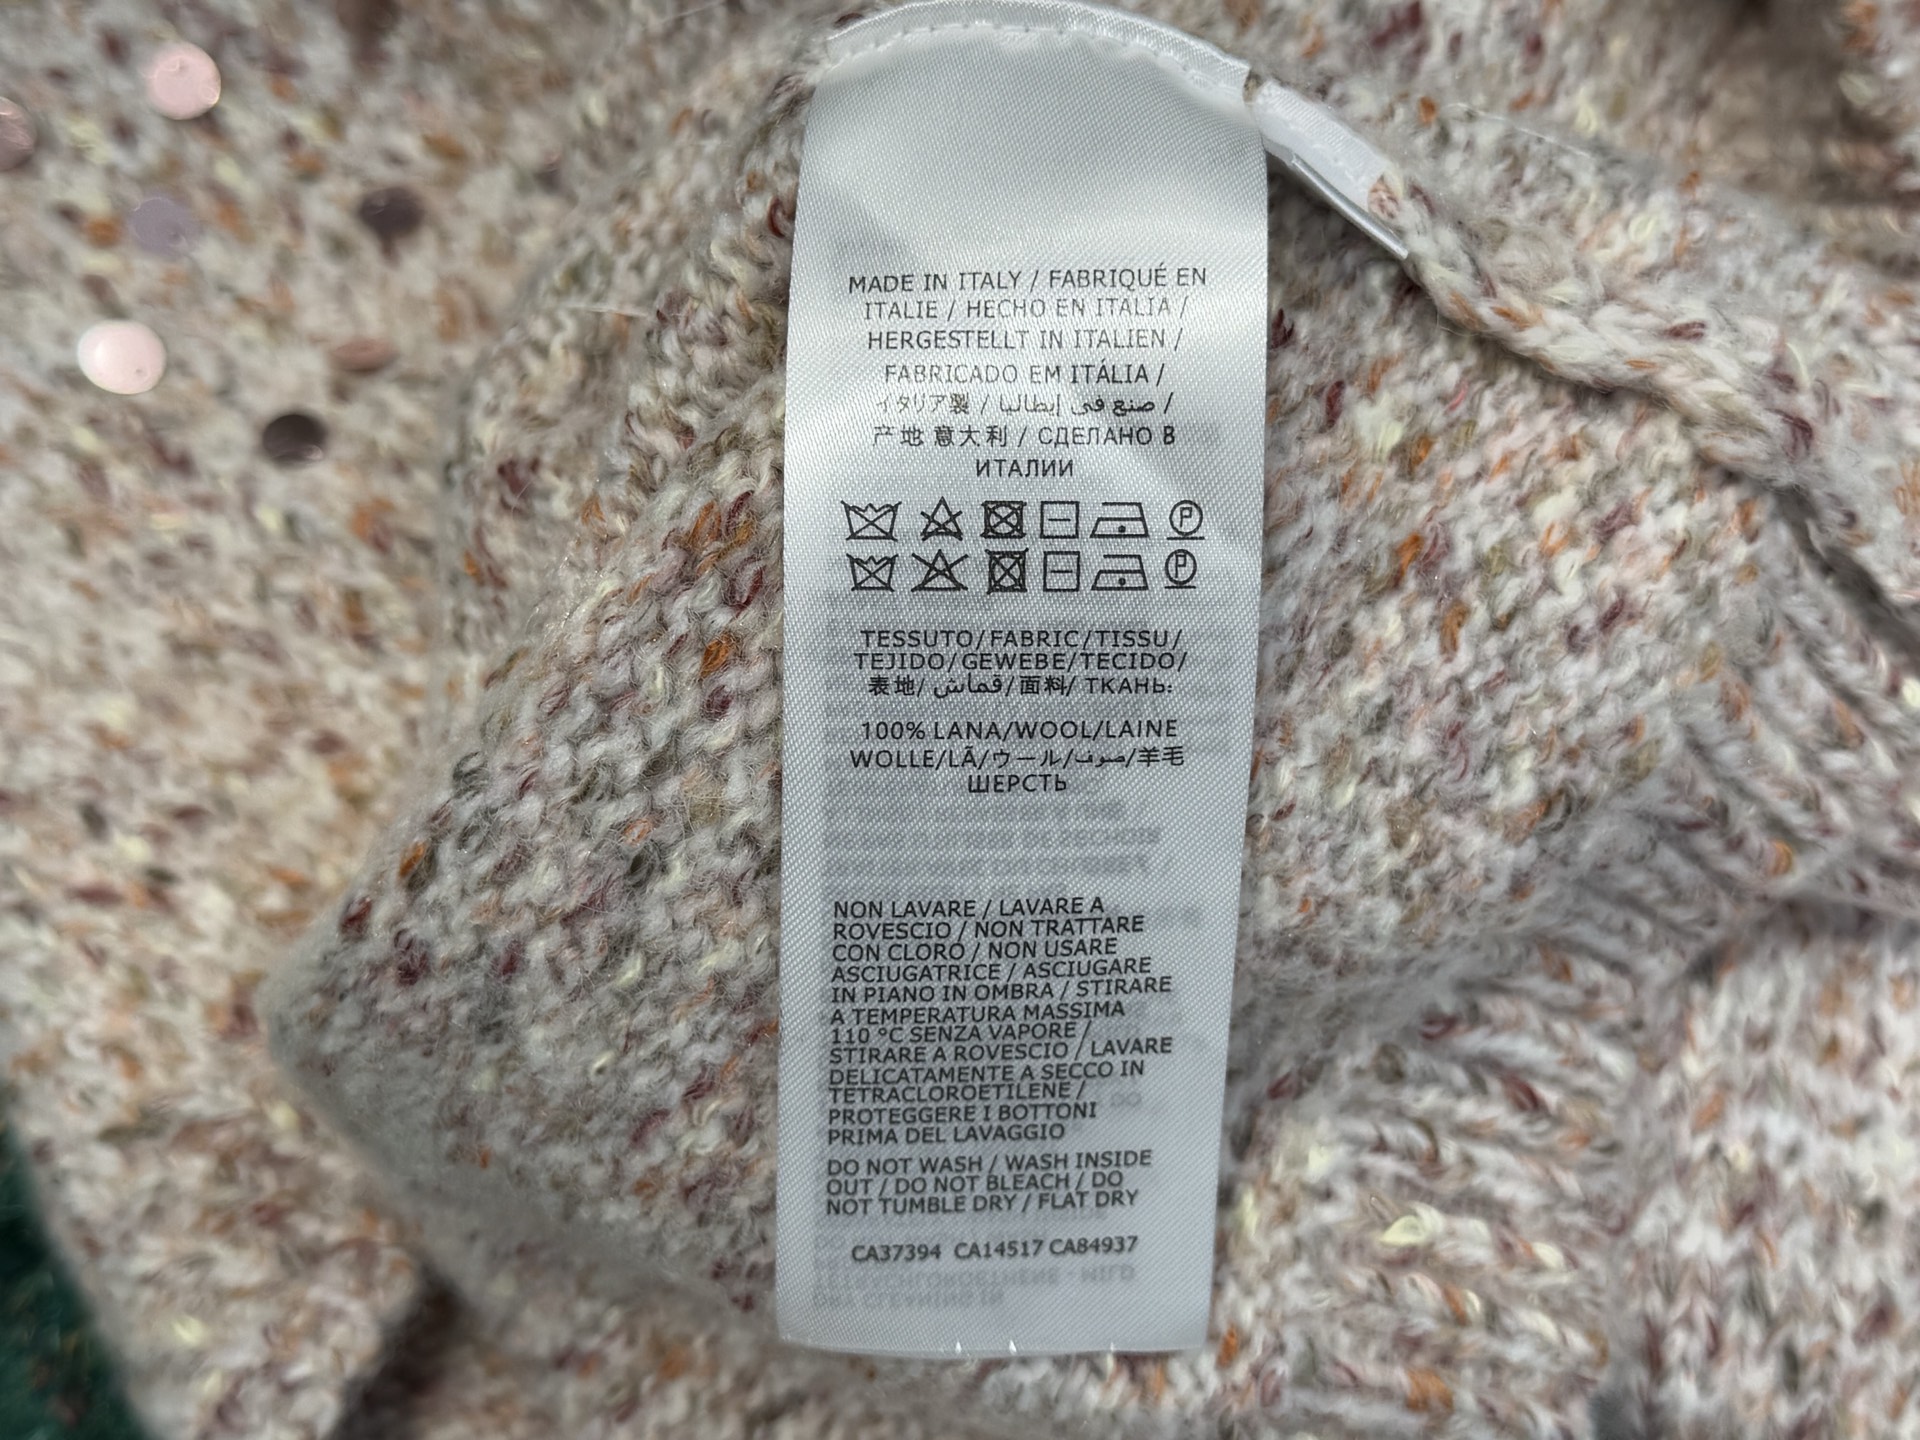 MADE IN ITALY / FABRIQUÉ EN
ITALIE / HECHO EN ITALIA /
HERGESTELLT IN ITALIEN /
FABRICADO EM ITÁLIA /
イタリア製 / صنع في إيطاليا /
产地 意大利 / СДЕЛАНО В
ИТАЛИИ
P
P
TESSUTO/FABRIC/TISSU/
TEJIDO/GEWEBE/TECIDO/
表地/ قماش/面料/ ТКАНЬ:
100% LANA/WOOL/LAINE
WOLLE/LÃ/ウール/صوف/羊毛
ШЕРСТЬ
NON LAVARE / LAVARE A
ROVESCIO / NON TRATTARE
CON CLORO / NON USARE
ASCIUGATRICE / ASCIUGARE
IN PIANO IN OMBRA / STIRARE
A TEMPERATURA MASSIMA
110 °C SENZA VAPORE /
STIRARE A ROVESCIO / LAVARE
DELICATAMENTE A SECCO IN
TETRACLOROETILENE /
PROTEGGERE I BOTTONI
PRIMA DEL LAVAGGIO
DO NOT WASH / WASH INSIDE
OUT / DO NOT BLEACH / DO
NOT TUMBLE DRY / FLAT DRY
CA37394 CA14517 CA84937